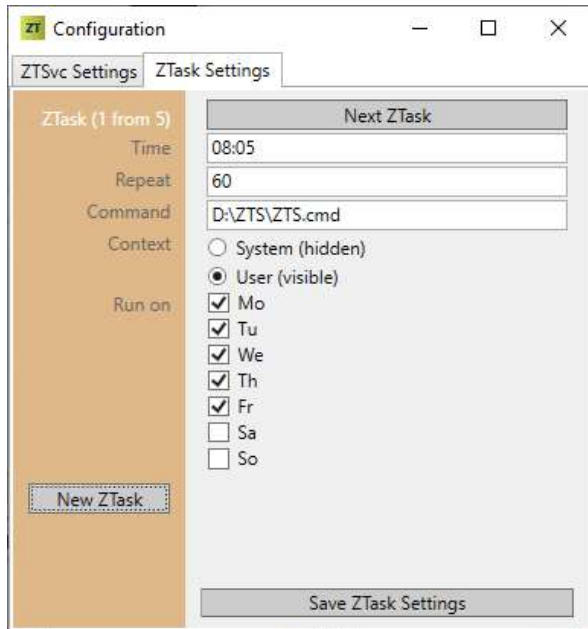 ZT Configuration
ZTSvc Settings ZTask Settings
ZTask (1 from 5) Next ZTask
Time 08:05
Repeat 60
Command D:\ZTS\ZTS.cmd
Context System (hidden)
User (visible)
Run on Mo
Tu
We
Th
Fr
Sa
So
New ZTask
Save ZTask Settings